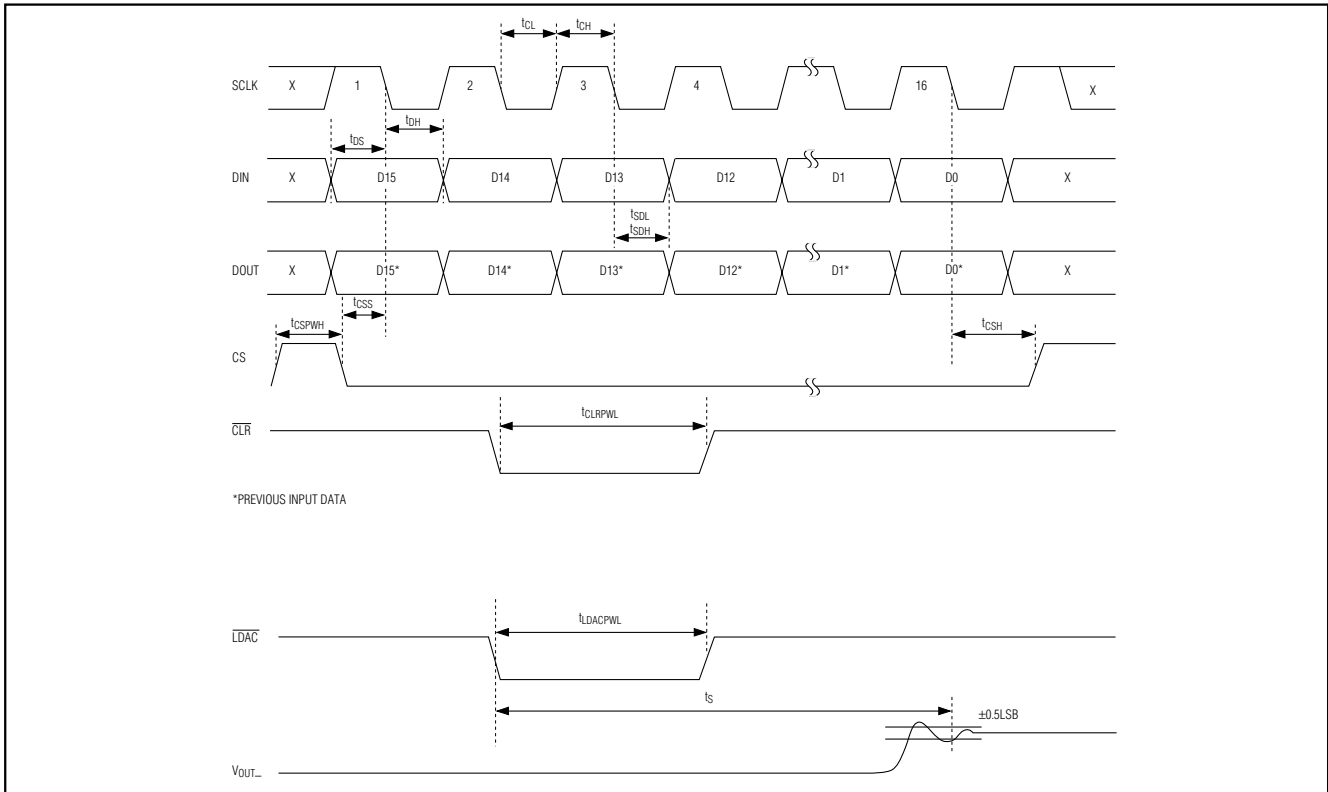 tCL
tCH
SCLK X 1 2 3 4 16 X
tDH
tDS
DIN X D15 D14 D13 D12 D1 D0 X
tSDL
tSDH
DOUT X D15* D14* D13* D12* D1* D0* X
tCSS
tCSPWH
tCSH
CS
tCLRPWL
CLR
*PREVIOUS INPUT DATA
tLDACPWL
LDAC
tS
±0.5LSB
VOUT_